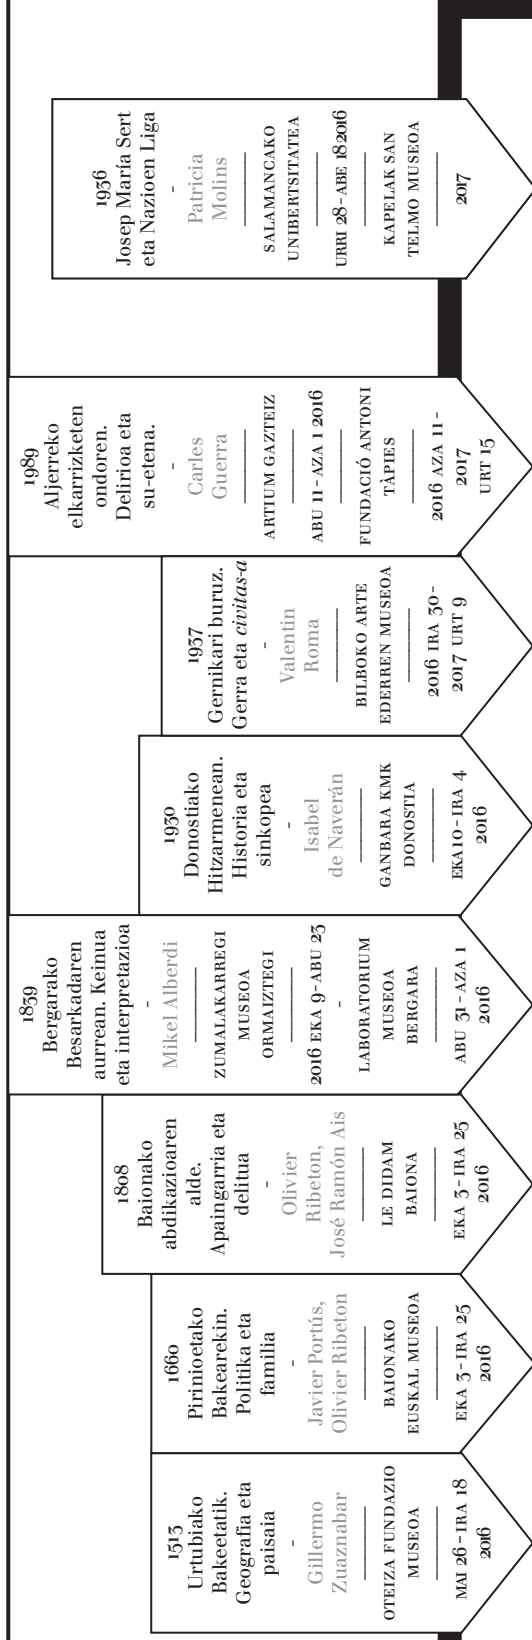 1513
Urtubiako
Bakeetatik.
Geografia eta
paisaia
-
Gillermo
Zuaznabar
OTEIZA FUNDAZIO
MUSEOA
MAI 26 - IRA 18
2016
1660
Pirinioetako
Bakearekin.
Politika eta
familia
-
Javier Portús,
Olivier Ribeton
BAIONAKO
EUSKAL MUSEOA
EKA 3 - IRA 25
2016
1808
Baionako
abdikazioaren
alde.
Apaingarria eta
delitua
-
Olivier
Ribeton,
José Ramón Ais
LE DIDAM
BAIONA
EKA 3 - IRA 25
2016
1839
Bergarako
Besarkadaren
aurrean. Keinua
eta interpretazioa
-
Mikel Alberdi
ZUMALAKARREGI
MUSEOA
ORMAIZTEGI
2016 EKA 9 - ABU 23
-
LABORATORIUM
MUSEOA
BERGARA
ABU 31 - AZA 1
2016
1930
Donostiako
Hitzarmenean.
Historia eta
sinkopea
-
Isabel
de Naverán
GANBARA KMK
DONOSTIA
EKA 10 - IRA 4
2016
1937
Gernikari buruz.
Gerra eta civitas-a
-
Valentin
Roma
BILBOKO ARTE
EDERREN MUSEOA
2016 IRA 30 -
2017 URT 9
1989
Aljerreko
elkarrizketen
ondoren.
Delirioa eta
su-etena.
-
Carles
Guerra
ARTIUM GAZTEIZ
ABU 11 - AZA 1 2016
FUNDACIÓ ANTONI
TÀPIES
2016 AZA 11 -
2017
URT 15
1936
Josep María Sert
eta Nazioen Liga
-
Patricia
Molins
SALAMANCAKO
UNIBERTSITATEA
URRI 28 - ABE 18 2016
KAPELAK SAN
TELMO MUSEOA
2017